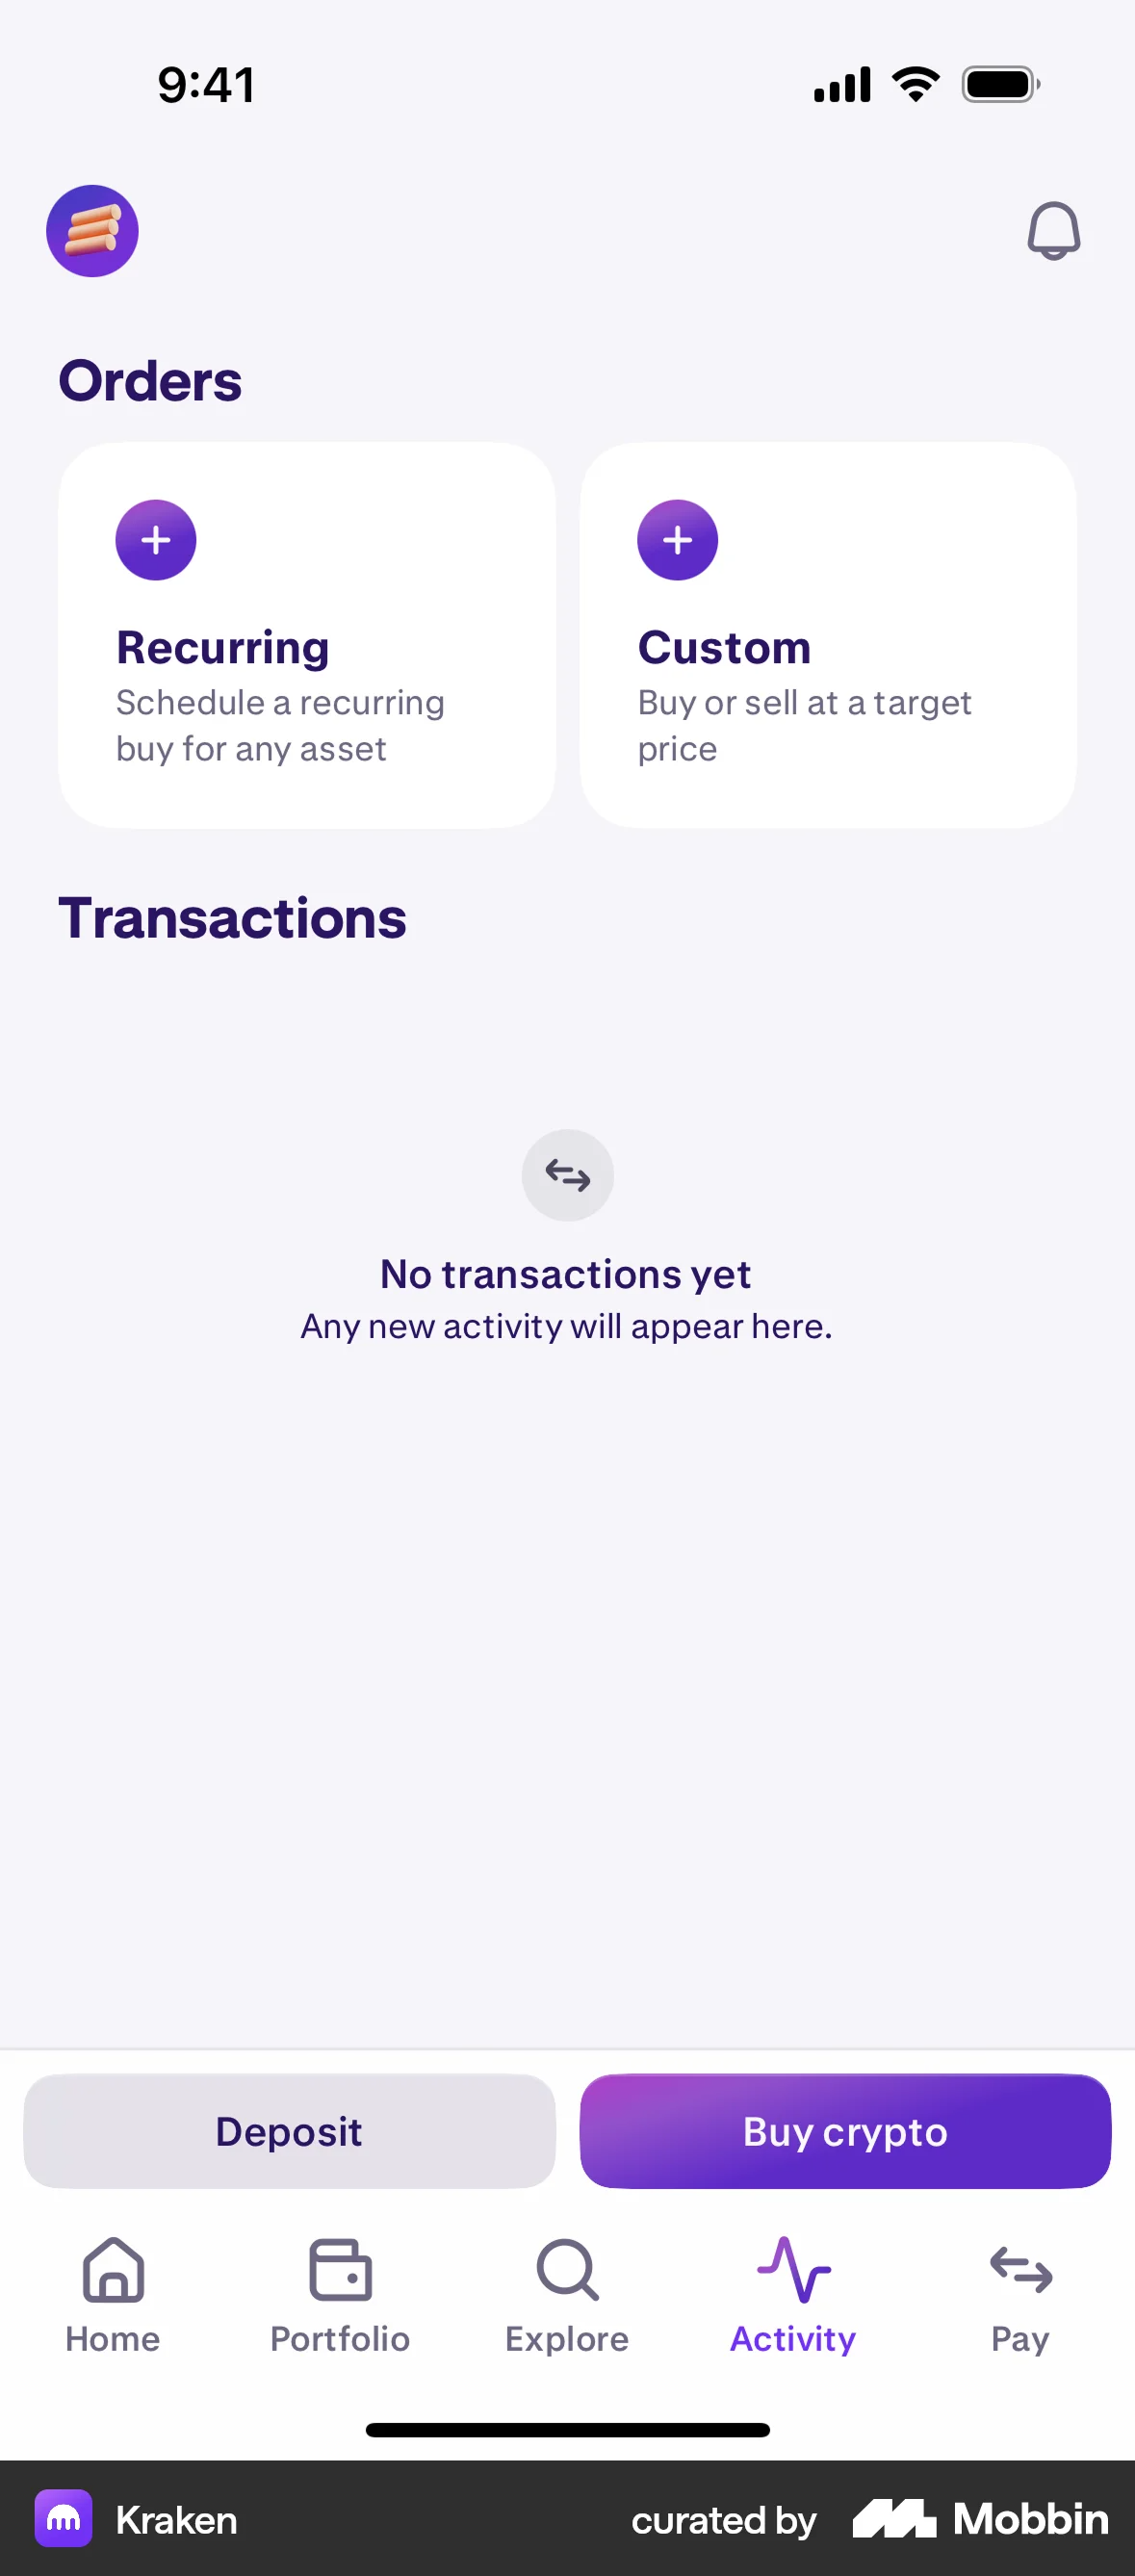 9:41
Orders
Recurring
Schedule a recurring
buy for any asset
Custom
Buy or sell at a target
price
Transactions
No transactions yet
Any new activity will appear here.
Deposit
Buy crypto
Home
Portfolio
Explore
Activity
Pay
Kraken
curated by
Mobbin